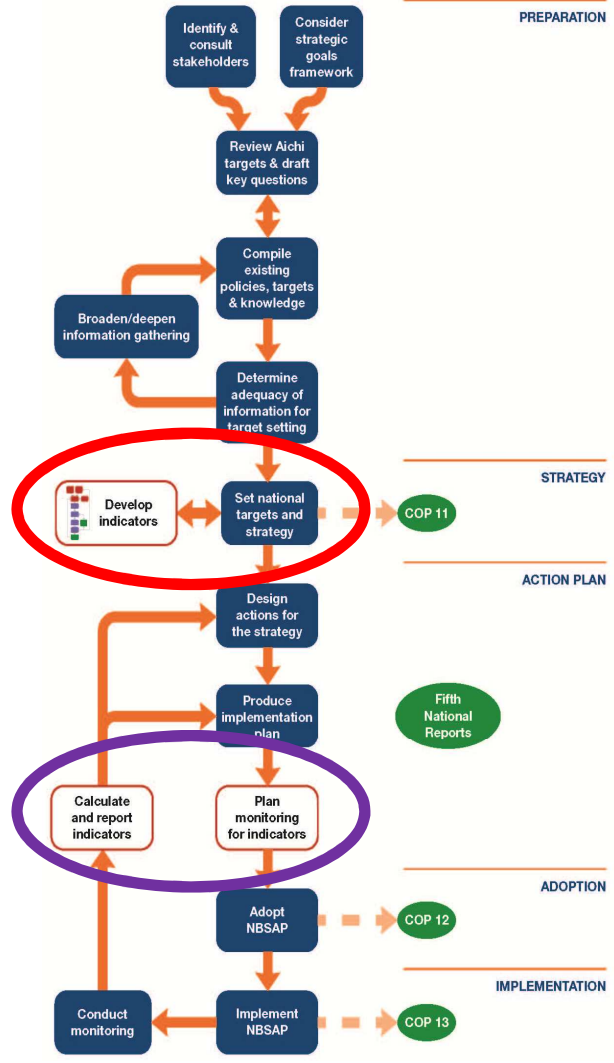 PREPARATION
Identify &
consult
stakeholders
Consider
strategic
goals
framework
Review Aichi
targets & draft
key questions
Compile
existing
policies, targets
& knowledge
Broaden/deepen
information gathering
Determine
adequacy of
information for
target setting
STRATEGY
Develop
indicators
Set national
targets and
strategy
COP 11
ACTION PLAN
Design
actions for
the strategy
Produce
implementation
plan
Fifth
National
Reports
Calculate
and report
indicators
Plan
monitoring
for indicators
ADOPTION
Adopt
NBSAP
COP 12
IMPLEMENTATION
Conduct
monitoring
Implement
NBSAP
COP 13